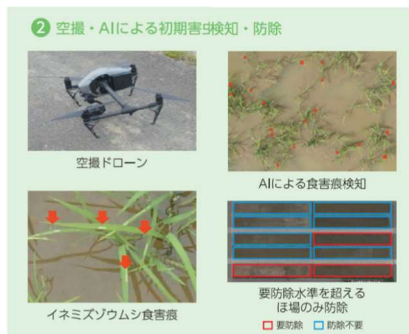 ② 空撮・AIによる初期害虫検知・防除
空撮ドローン
AIによる食害痕検知
イネミズゾウムシ食害痕
要防除水準を超える
ほ場のみ防除
要防除 防除不要